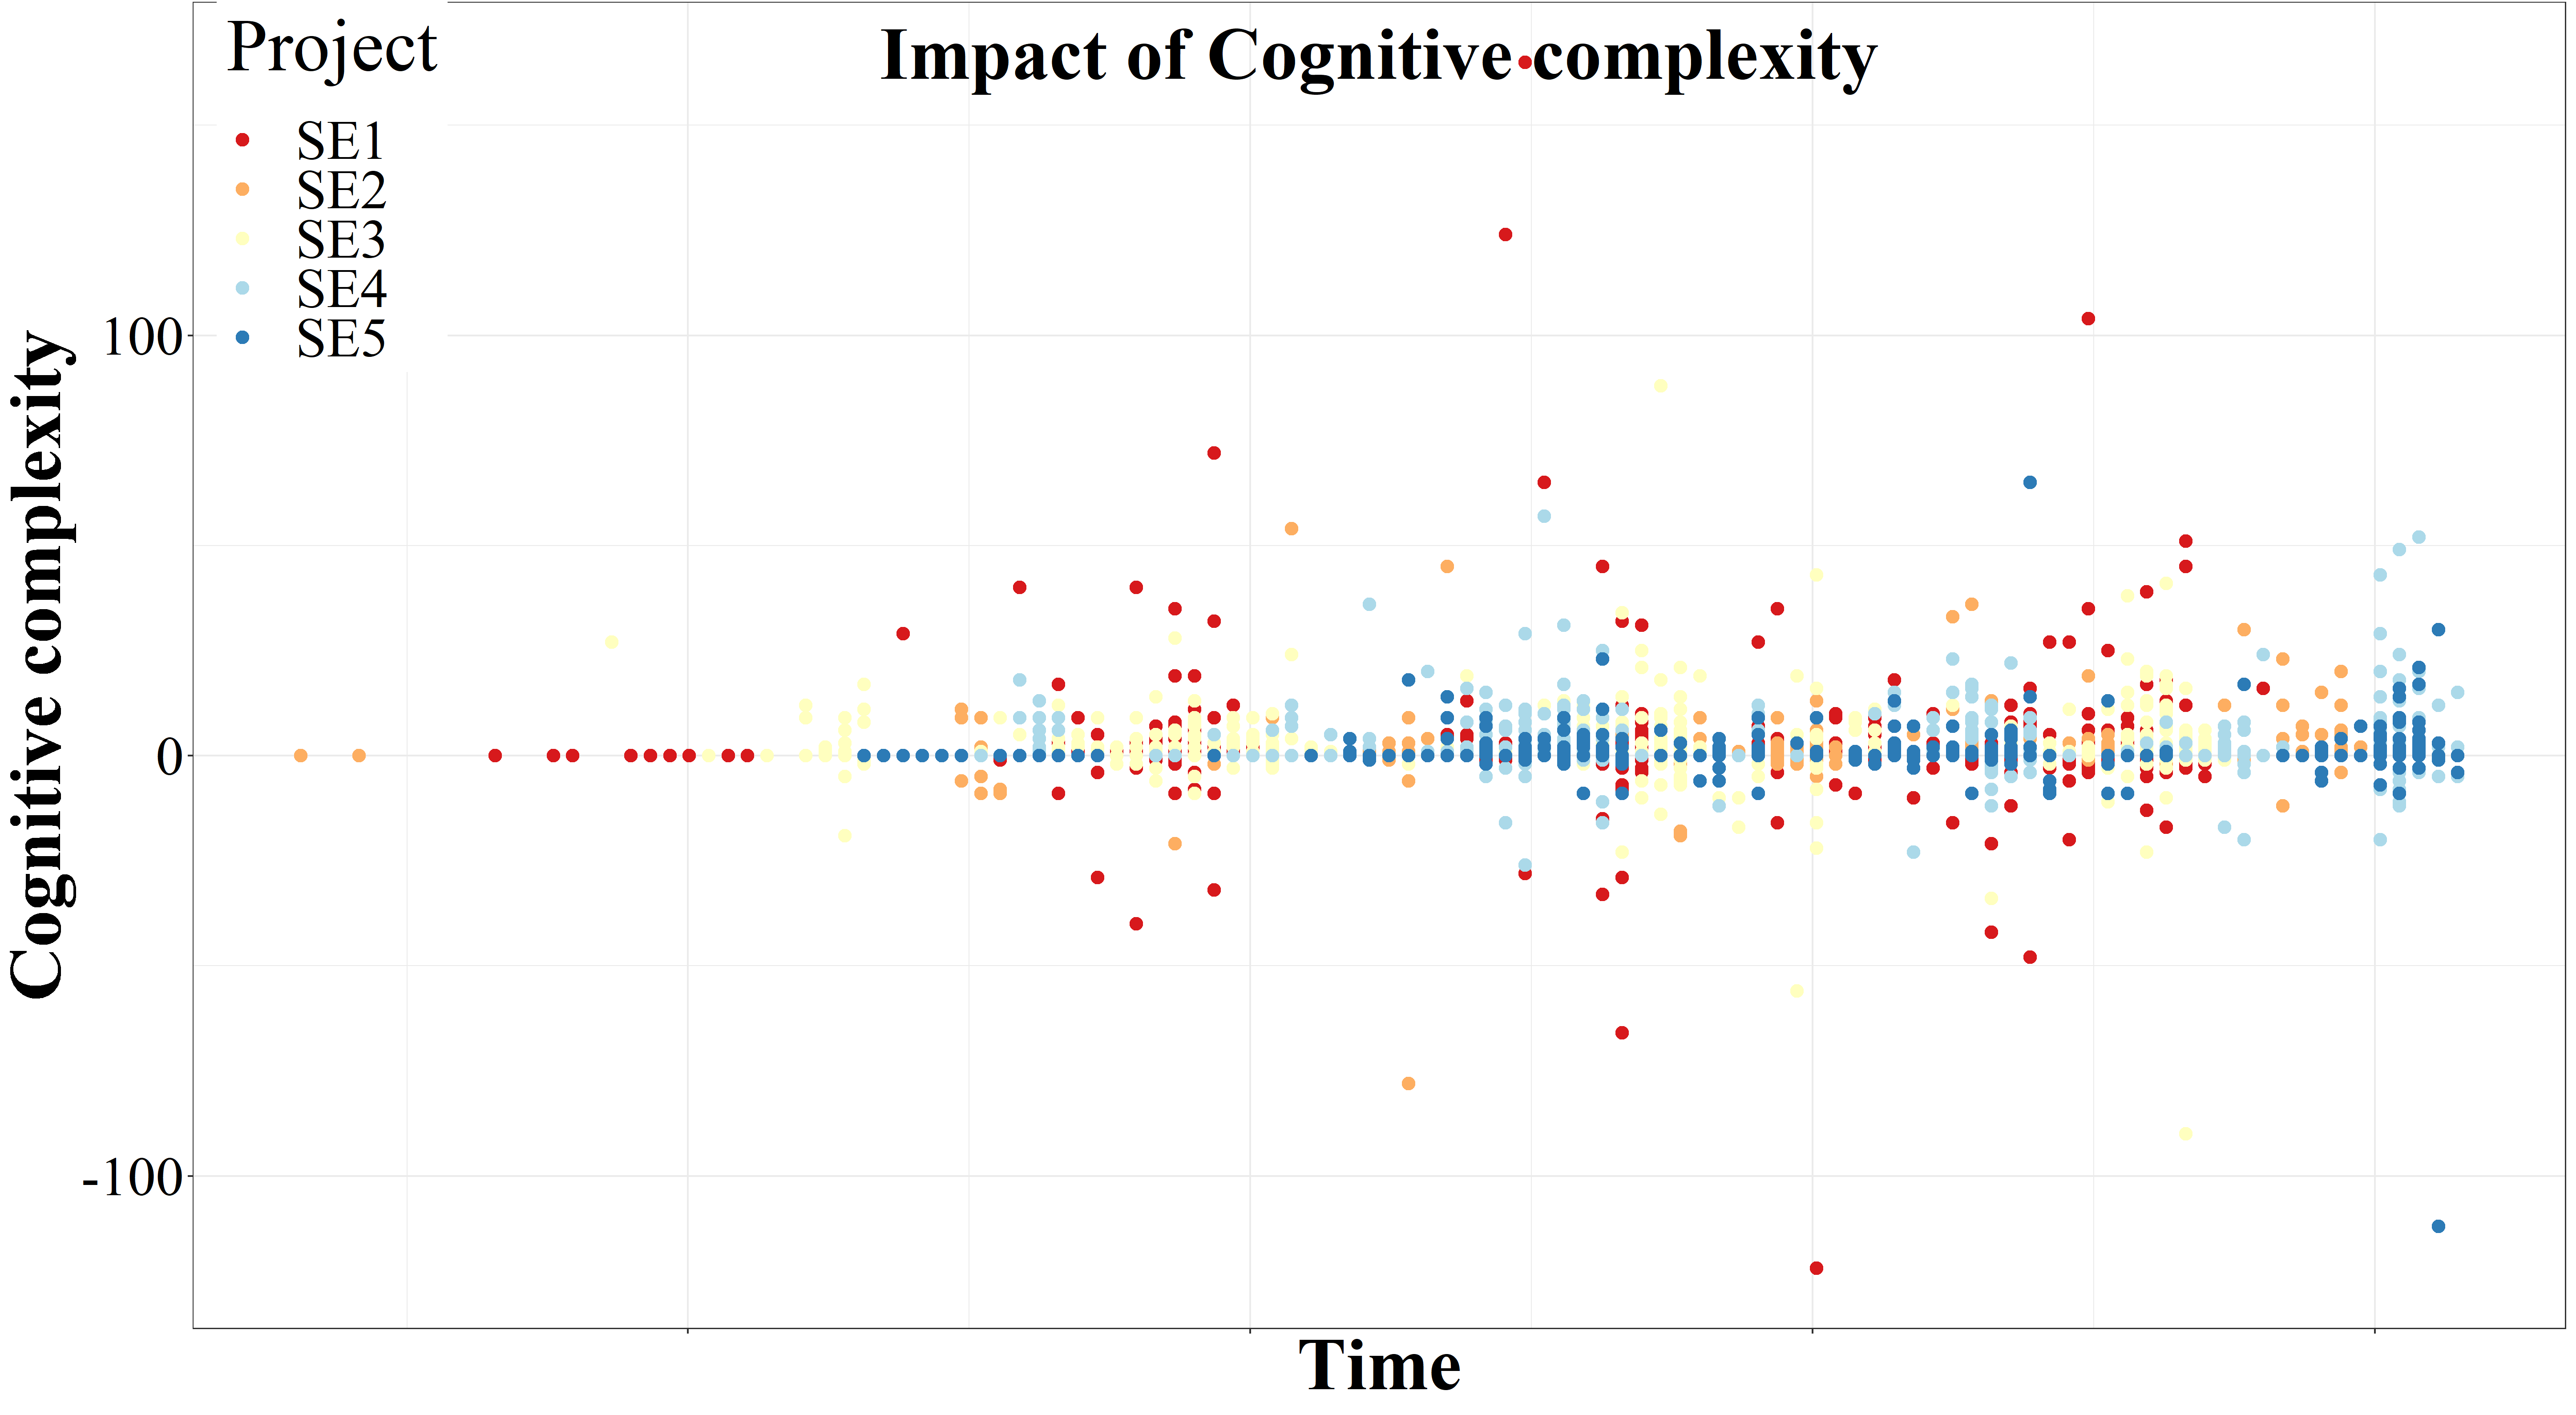 Impact of Cognitive complexity
Project
SE1
SE2
SE3
SE4
SE5
Cognitive complexity
100
0
-100
Time